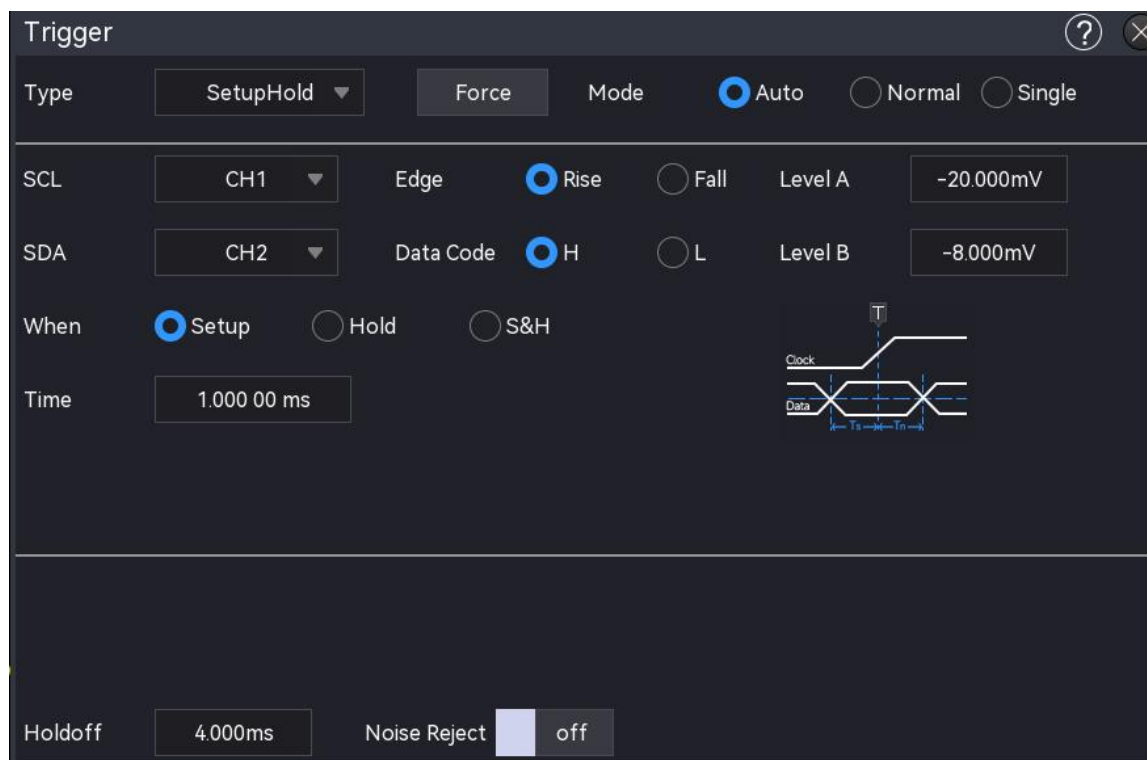 Trigger ?
Type SetupHold Force Mode Auto Normal Single
SCL CH1 Edge Rise Fall Level A -20.000mV
SDA CH2 Data Code H L Level B -8.000mV
When Setup Hold S&H
T
Clock
Time 1.000 00 ms
Data
Ts Tn
Holdoff 4.000ms Noise Reject off